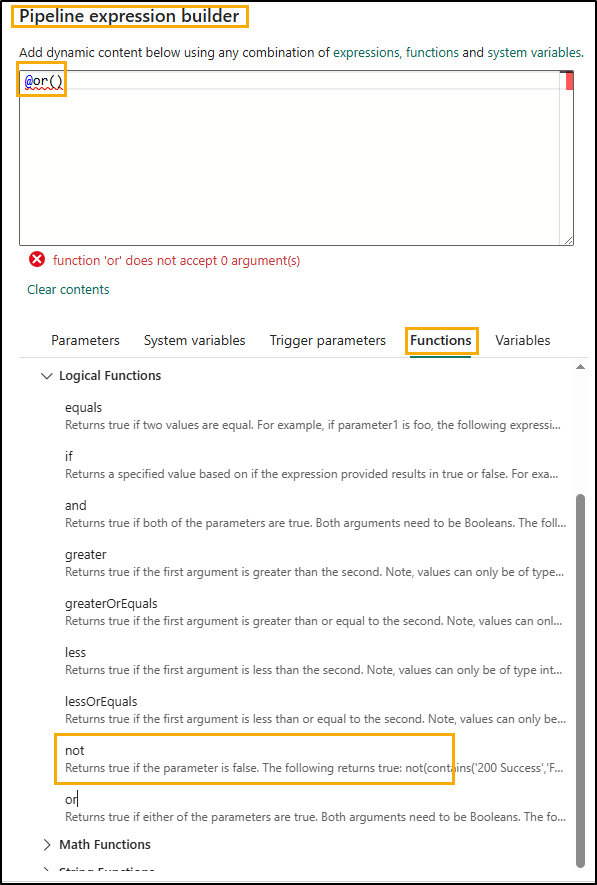 Pipeline expression builder
Add dynamic content below using any combination of expressions, functions and system variables.
@or()
function 'or' does not accept 0 argument(s)
Clear contents
Parameters System variables Trigger parameters Functions Variables
Logical Functions
equals
Returns true if two values are equal. For example, if parameter1 is foo, the following expressi...
if
Returns a specified value based on if the expression provided results in true or false. For exa...
and
Returns true if both of the parameters are true. Both arguments need to be Booleans. The foll...
greater
Returns true if the first argument is greater than the second. Note, values can only be of type...
greaterOrEquals
Returns true if the first argument is greater than or equal to the second. Note, values can onl...
less
Returns true if the first argument is less than the second. Note, values can only be of type int...
lessOrEquals
Returns true if the first argument is less than or equal to the second. Note, values can only be...
not
Returns true if the parameter is false. The following returns true: not(contains('200 Success','F...
or
Returns true if either of the parameters are true. Both arguments need to be Booleans. The fo...
Math Functions
String Functions